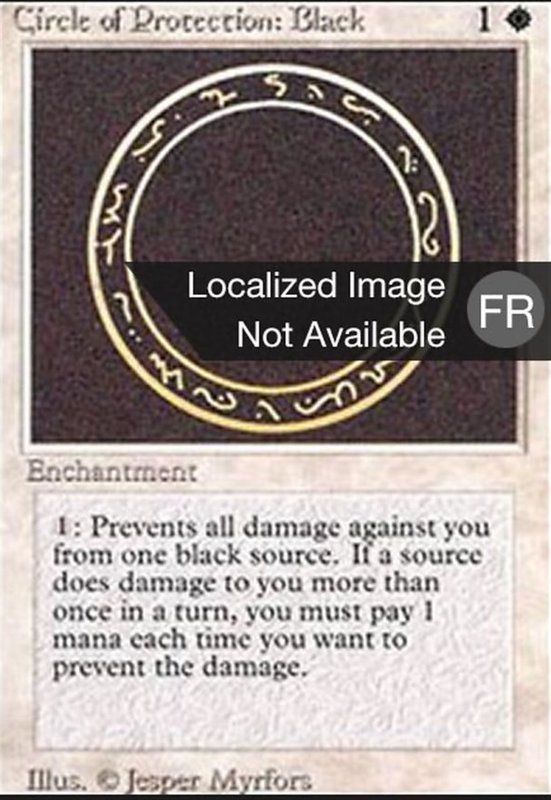 Circle of Protection: Black 1
Localized Image
FR
Not Available
Enchantment
1: Prevents all damage against you
from one black source. If a source
does damage to you more than
once in a turn, you must pay 1
mana each time you want to
prevent the damage.
Illus. © Jesper Myrfors